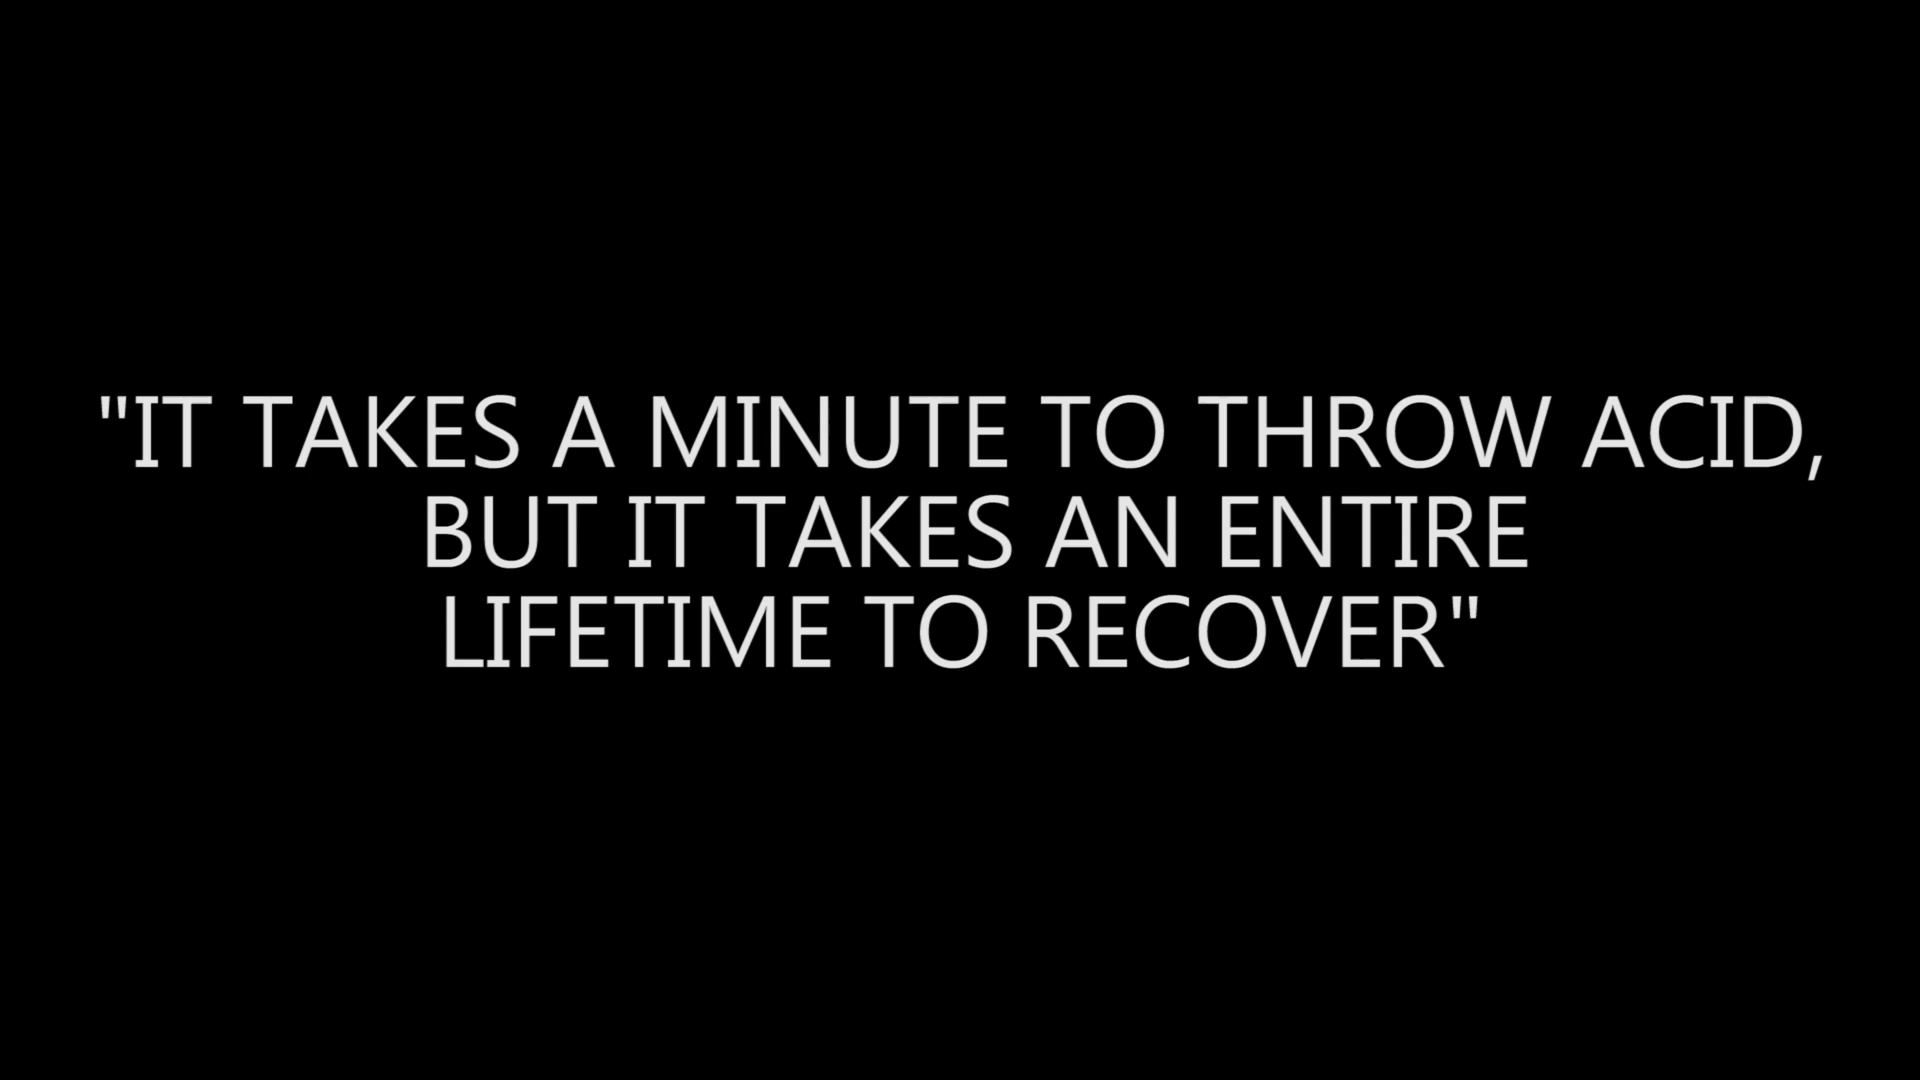 "IT TAKES A MINUTE TO THROW ACID,
BUT IT TAKES AN ENTIRE
LIFETIME TO RECOVER"